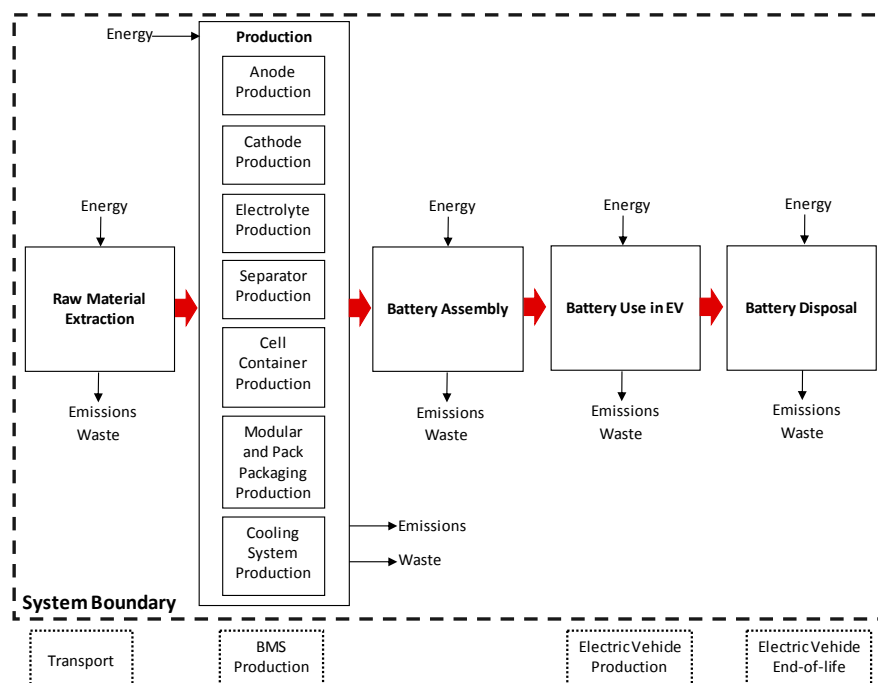 Energy
Production
Anode
Production
Cathode
Production
Electrolyte
Production
Separator
Production
Cell
Container
Production
Modular
and Pack
Packaging
Production
Cooling
System
Production
Emissions
Waste
Energy
Raw Material
Extraction
Emissions
Waste
Energy
Battery Assembly
Emissions
Waste
Energy
Battery Use in EV
Emissions
Waste
Energy
Battery Disposal
Emissions
Waste
System Boundary
Transport
BMS
Production
Electric Vehide
Production
Electric Vehide
End-of-life